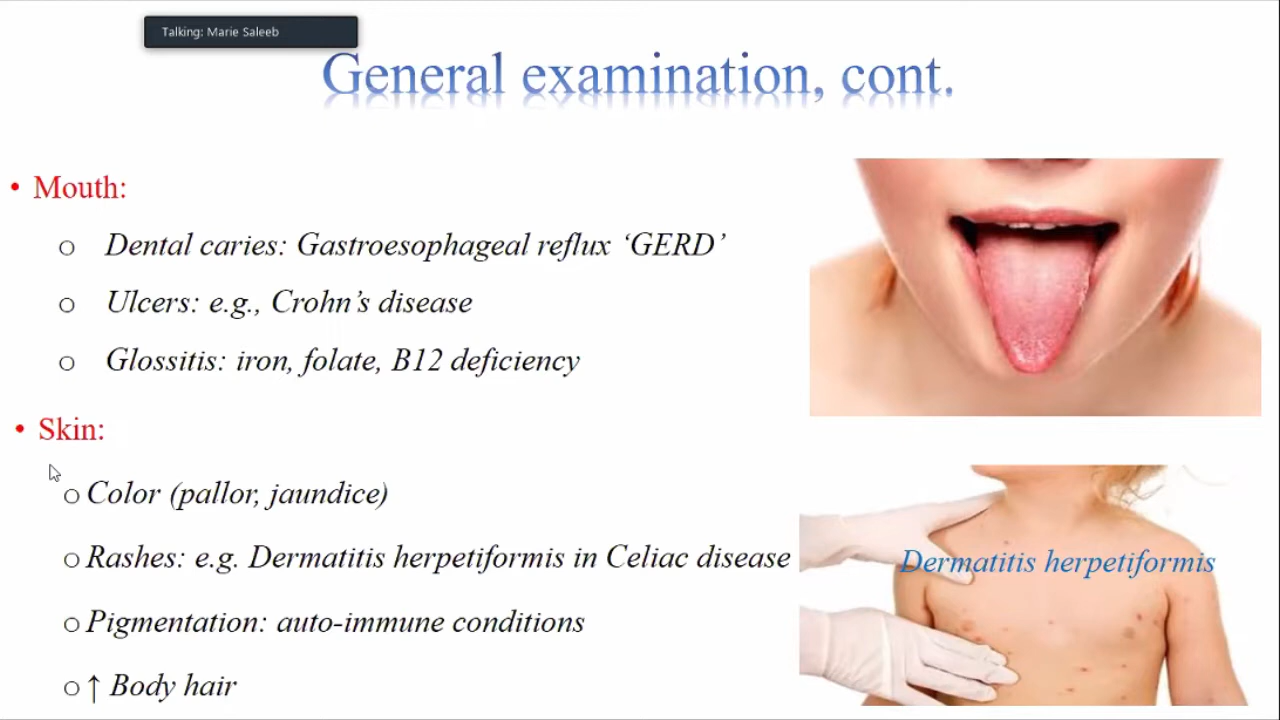 Talking: Marie Saleeb
General examination, cont.
• Mouth:
o Dental caries: Gastroesophageal reflux ‘GERD’
o Ulcers: e.g., Crohn’s disease
o Glossitis: iron, folate, B12 deficiency
• Skin:
o Color (pallor, jaundice)
o Rashes: e.g. Dermatitis herpetiformis in Celiac disease
Dermatitis herpetiformis
o Pigmentation: auto-immune conditions
o ↑ Body hair